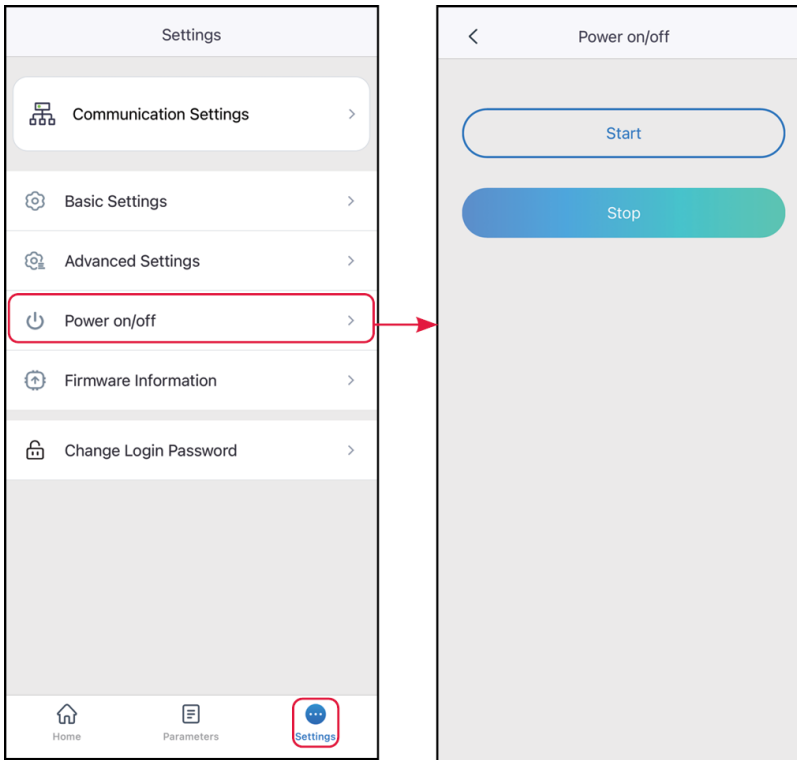 Settings
Communication Settings
Basic Settings
Advanced Settings
Power on/off
Firmware Information
Change Login Password
Home
Parameters
Settings
Power on/off
Start
Stop